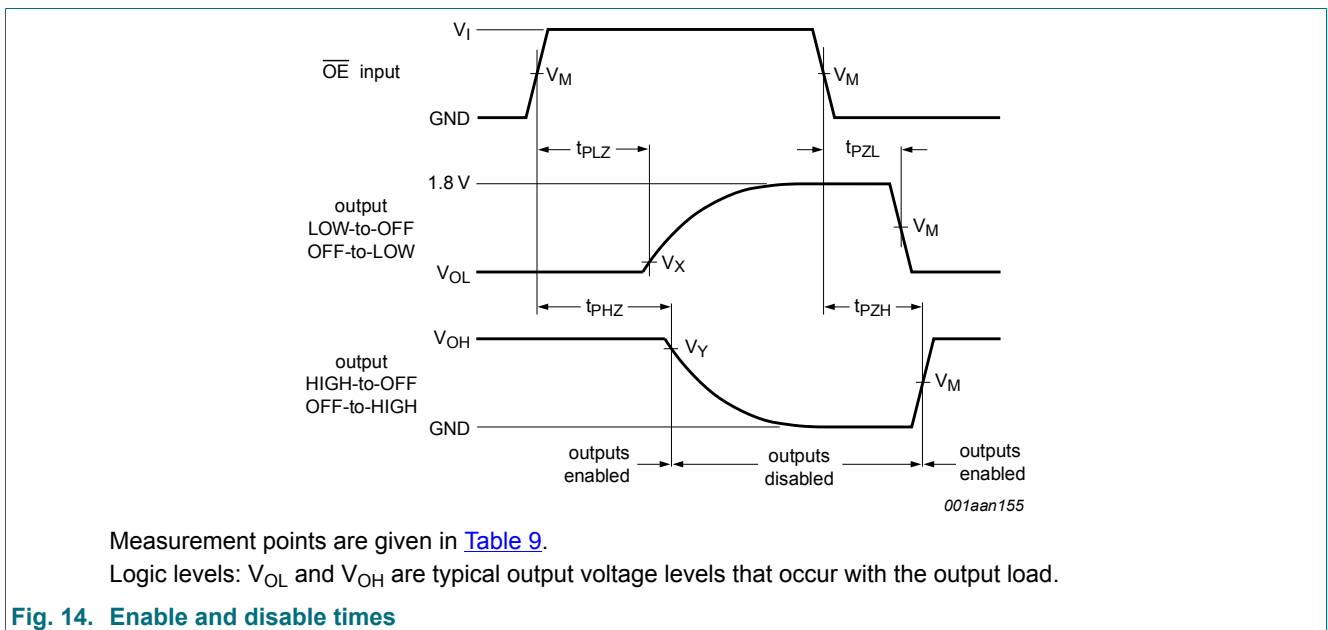 V_I
OE input
V_M
V_M
GND
t_PLZ
t_PZL
1.8 V
output
LOW-to-OFF
OFF-to-LOW
V_M
V_X
V_OL
t_PHZ
t_PZH
V_OH
V_Y
output
HIGH-to-OFF
OFF-to-HIGH
V_M
GND
outputs
enabled
outputs
disabled
outputs
enabled
001aan155
Measurement points are given in Table 9.
Logic levels: V_OL and V_OH are typical output voltage levels that occur with the output load.
Fig. 14. Enable and disable times